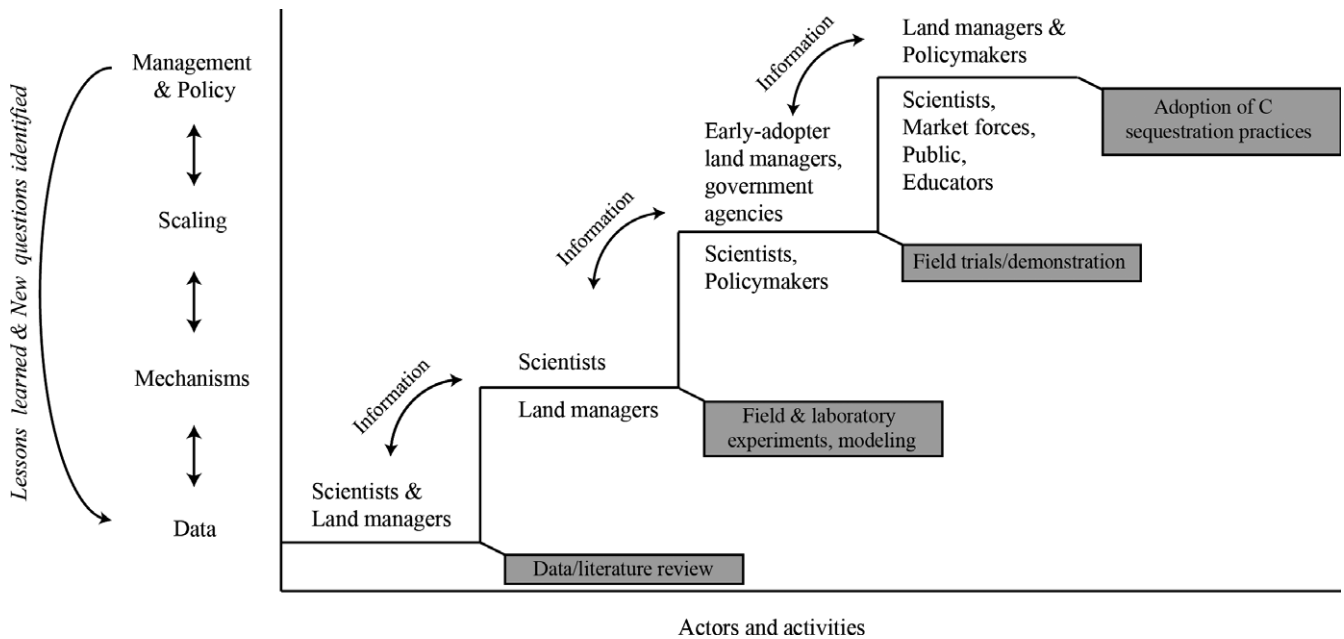 Lessons learned & New questions identified
Management
& Policy
Scaling
Mechanisms
Data
Scientists &
Land managers
Data/literature review
Information
Scientists
Land managers
Field & laboratory
experiments, modeling
Information
Early-adopter
land managers,
government
agencies
Scientists,
Policymakers
Field trials/demonstration
Information
Land managers &
Policymakers
Scientists,
Market forces,
Public,
Educators
Adoption of C
sequestration practices
Actors and activities